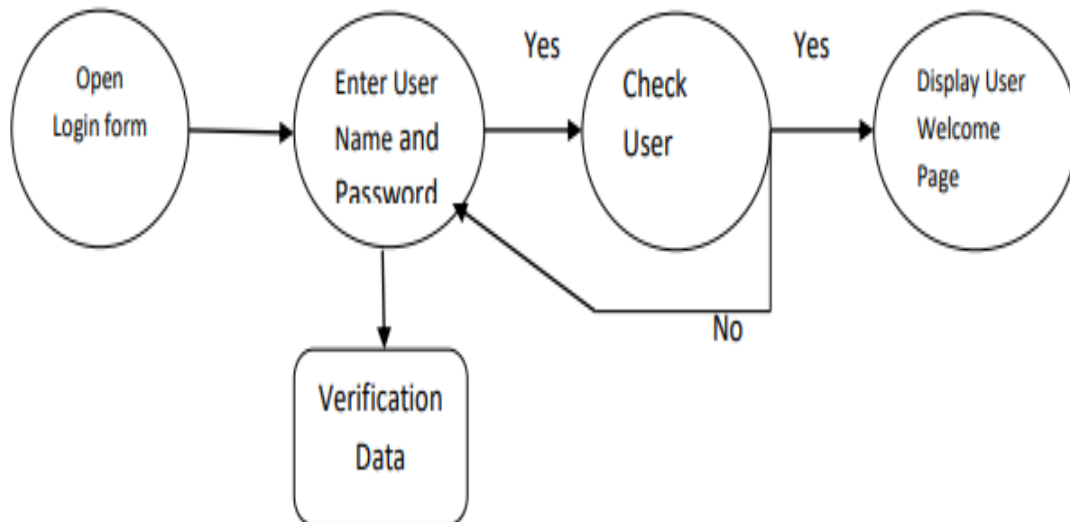 Open
Login form
Enter User
Name and
Password
Yes
Check
User
Yes
Display User
Welcome
Page
No
Verification
Data